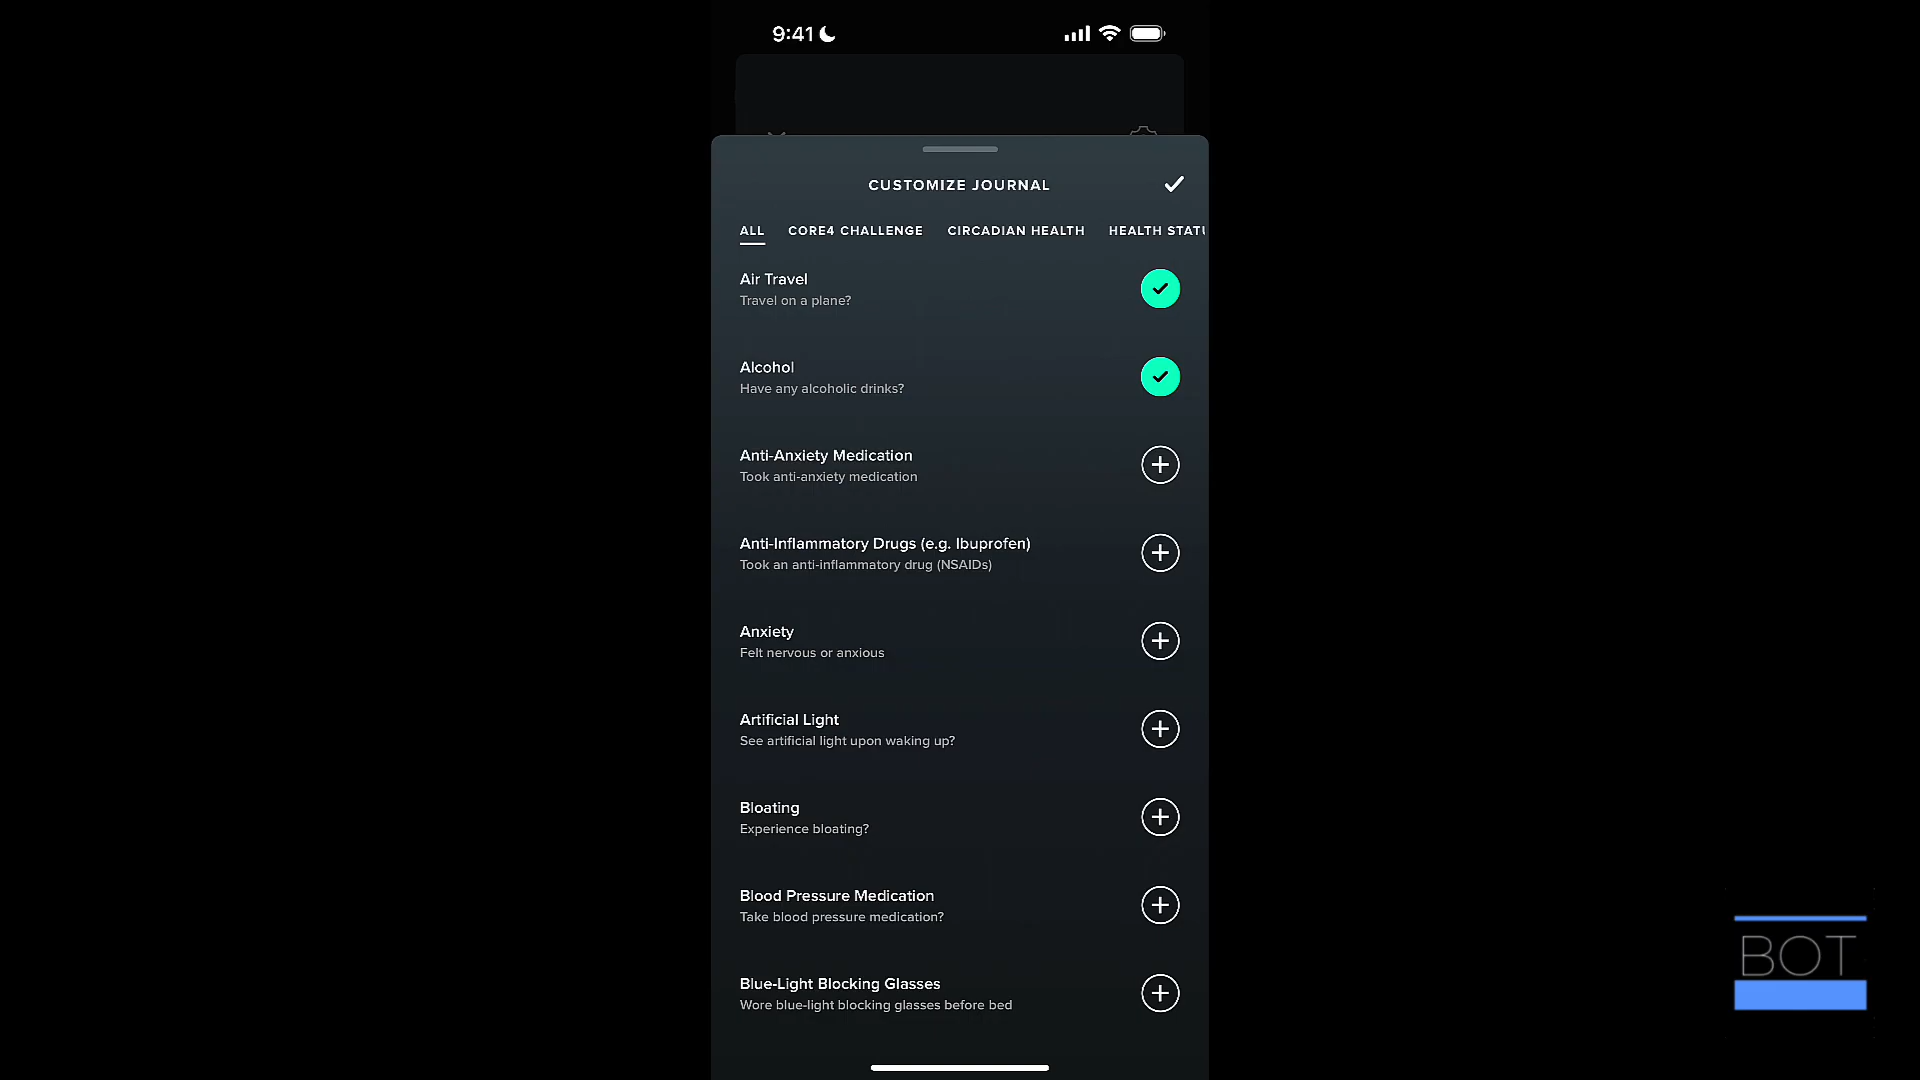 9:41
CUSTOMIZE JOURNAL
ALL CORE4 CHALLENGE CIRCADIAN HEALTH HEALTH STATU
Air Travel
Travel on a plane?
Alcohol
Have any alcoholic drinks?
Anti-Anxiety Medication
Took anti-anxiety medication
Anti-Inflammatory Drugs (e.g. Ibuprofen)
Took an anti-inflammatory drug (NSAIDs)
Anxiety
Felt nervous or anxious
Artificial Light
See artificial light upon waking up?
Bloating
Experience bloating?
Blood Pressure Medication
Take blood pressure medication?
Blue-Light Blocking Glasses
Wore blue-light blocking glasses before bed
BOT